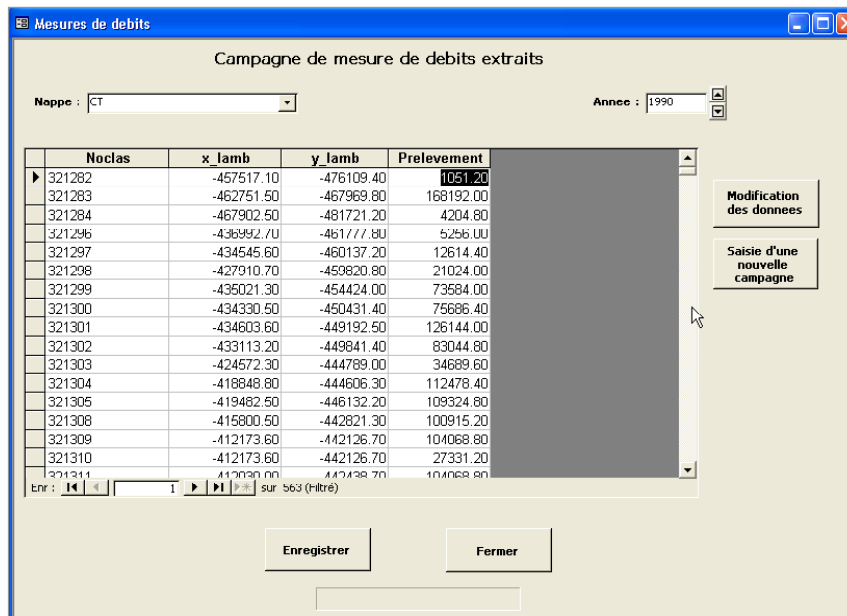 Mesures de debits
Campagne de mesure de debits extraits
Nappe : CT
Annee : 1990
Noclas x_lamb y_lamb Prelevement
321282 -457517.10 -476109.40 1051.20
321283 -462751.50 -467969.80 168192.00
321284 -467902.50 -481721.20 4204.80
321296 -436992.70 -461777.80 5256.00
321297 -434545.60 -460137.20 12614.40
321298 -427910.70 -459820.80 21024.00
321299 -435021.30 -454424.00 73584.00
321300 -434330.50 -450431.40 75686.40
321301 -434603.60 -449192.50 126144.00
321302 -433113.20 -449841.40 83044.80
321303 -424572.30 -444789.00 34689.60
321304 -418848.80 -444606.30 112478.40
321305 -419482.50 -446132.20 109324.80
321308 -415800.50 -442821.30 100915.20
321309 -412173.60 -442126.70 104068.80
321310 -412173.60 -442126.70 27331.20
321311 -412030.00 -442438.70 104068.80
Enr : 1 sur 563 (Filtré)
Modification
des donnees
Saisie d'une
nouvelle
campagne
Enregistrer
Fermer